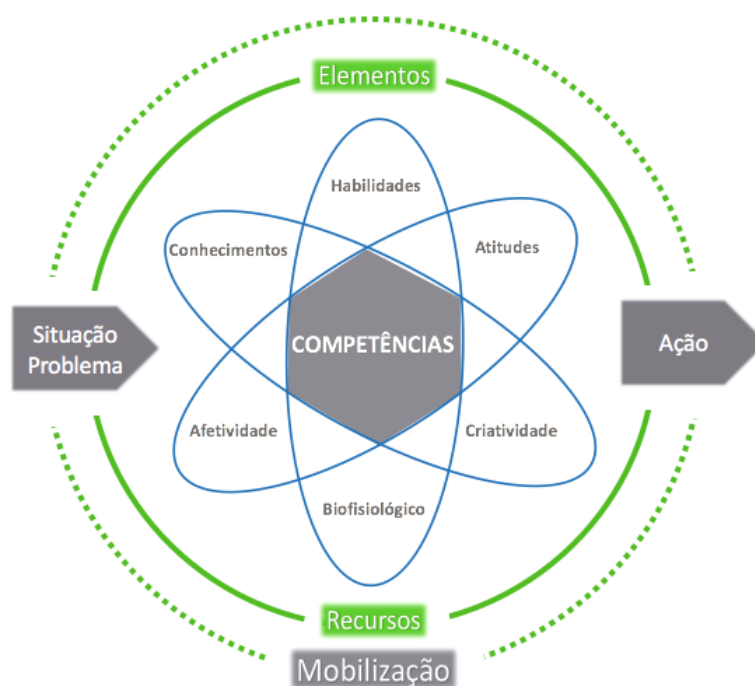 Elementos
Habilidades
Conhecimentos
Atitudes
Situação
Problema
COMPETÊNCIAS
Ação
Afetividade
Criatividade
Biofisiológico
Recursos
Mobilização